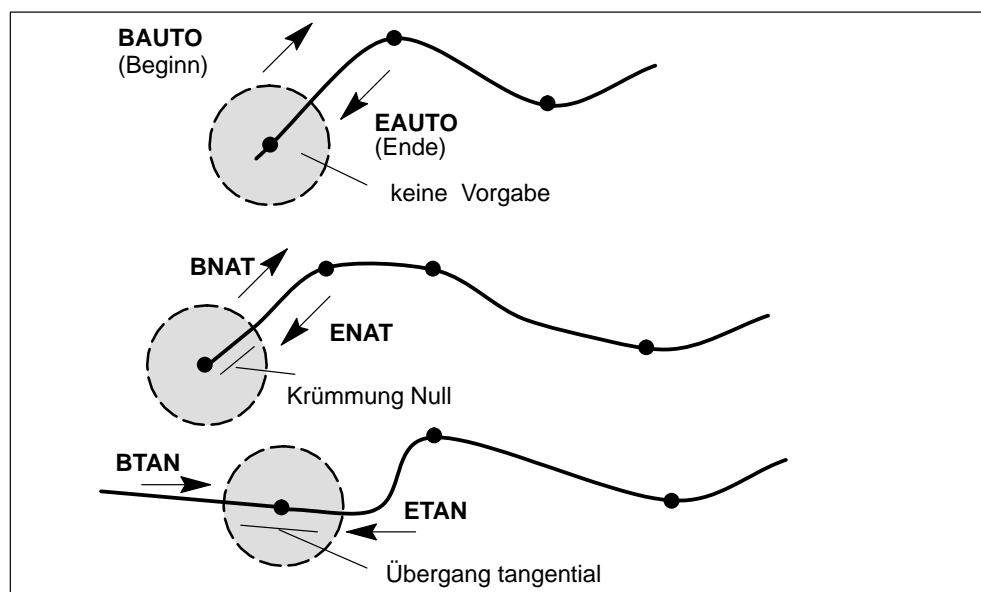 BAUTO
(Beginn)
EAUTO
(Ende)
keine Vorgabe
BNAT
ENAT
Krümmung Null
BTAN
ETAN
Übergang tangential